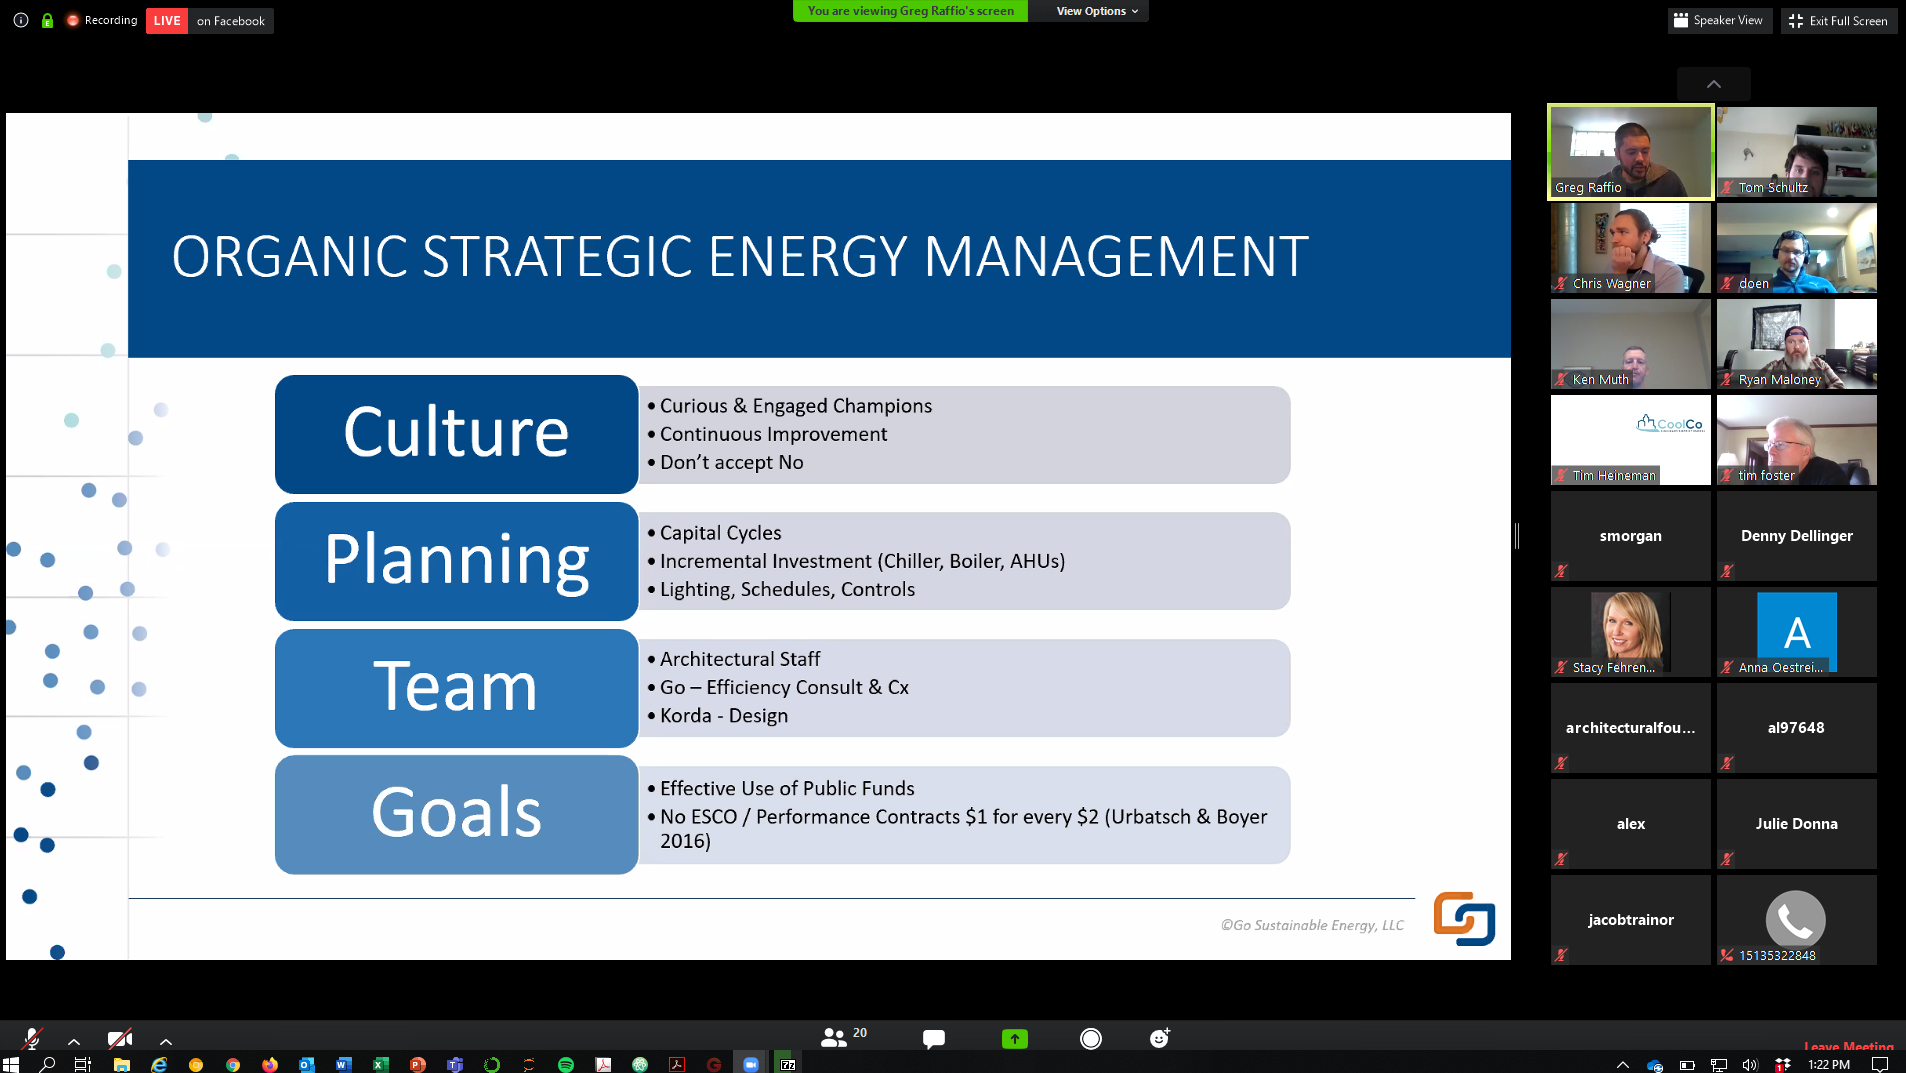 Recording
LIVE on Facebook
You are viewing Greg Raffio's screen
View Options
Speaker View
Exit Full Screen
ORGANIC STRATEGIC ENERGY MANAGEMENT
Culture
• Curious & Engaged Champions
• Continuous Improvement
• Don't accept No
Planning
• Capital Cycles
• Incremental Investment (Chiller, Boiler, AHUs)
• Lighting, Schedules, Controls
Team
• Architectural Staff
• Go – Efficiency Consult & Cx
• Korda - Design
Goals
• Effective Use of Public Funds
• No ESCO / Performance Contracts $1 for every $2 (Urbatsch & Boyer
2016)
©Go Sustainable Energy, LLC
Greg Raffio
Tom Schultz
Chris Wagner
doen
Ken Muth
Ryan Maloney
CoolCo
Tim Heineman
tim foster
smorgan
Denny Dellinger
Stacy Fehren...
A
Anna Oestrei...
architecturalfou...
al97648
alex
Julie Donna
jacobtrainor
15135322848
20
Leave Meeting
1:22 PM